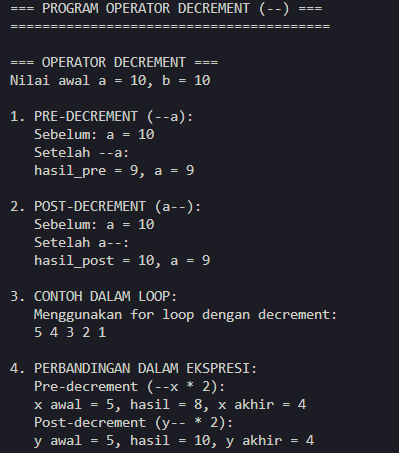 === PROGRAM OPERATOR DECREMENT (--) ===
========================================
=== OPERATOR DECREMENT ===
Nilai awal a = 10, b = 10
1. PRE-DECREMENT (--a):
Sebelum: a = 10
Setelah --a:
hasil_pre = 9, a = 9
2. POST-DECREMENT (a--):
Sebelum: a = 10
Setelah a--:
hasil_post = 10, a = 9
3. CONTOH DALAM LOOP:
Menggunakan for loop dengan decrement:
5 4 3 2 1
4. PERBANDINGAN DALAM EKSPRESI:
Pre-decrement (--x * 2):
x awal = 5, hasil = 8, x akhir = 4
Post-decrement (y-- * 2):
y awal = 5, hasil = 10, y akhir = 4